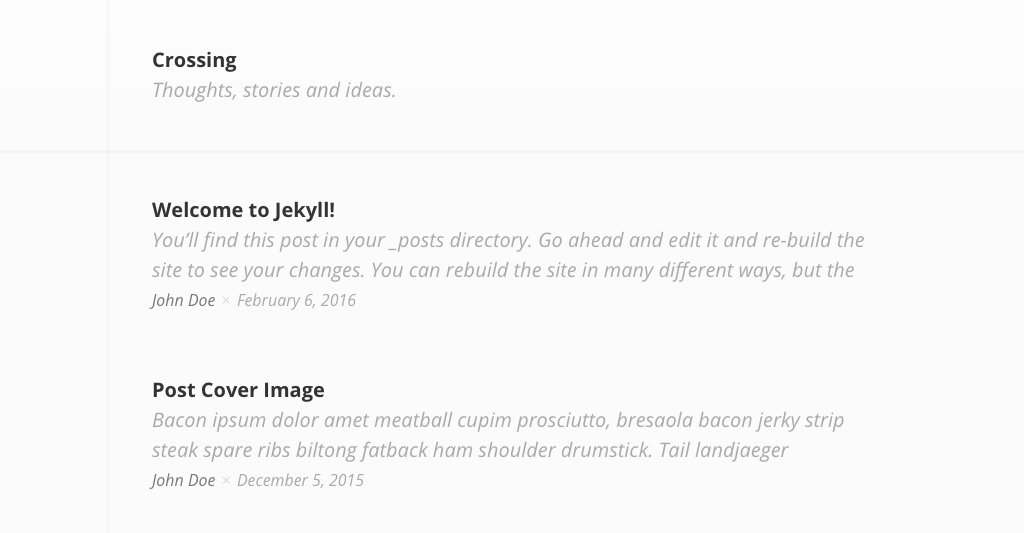 Crossing
Thoughts, stories and ideas.
Welcome to Jekyll!
You’ll find this post in your _posts directory. Go ahead and edit it and re-build the
site to see your changes. You can rebuild the site in many different ways, but the
John Doe × February 6, 2016
Post Cover Image
Bacon ipsum dolor amet meatball cupim prosciutto, bresaola bacon jerky strip
steak spare ribs biltong fatback ham shoulder drumstick. Tail landjaeger
John Doe × December 5, 2015